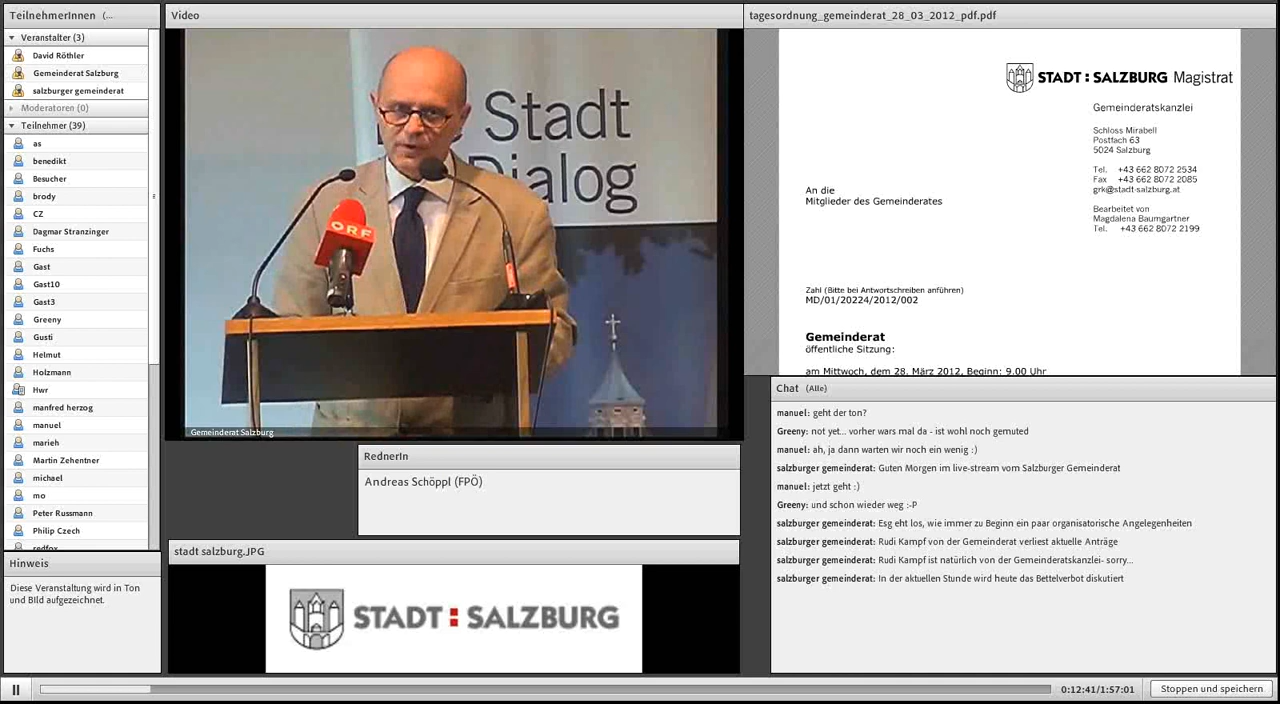 TeilnehmerInnen (...
Veranstalter (3)
David Röthler
Gemeinderat Salzburg
salzburger gemeinderat
Moderatoren (0)
Teilnehmer (39)
as
benedikt
Besucher
brody
CZ
Dagmar Stranzinger
Fuchs
Gast
Gast10
Gast3
Greeny
Gusti
Helmut
Holzmann
Hwr
manfred herzog
manuel
marieh
Martin Zehentner
michael
mo
Peter Russmann
Philip Czech
redfox
Hinweis
Diese Veranstaltung wird in Ton
und BIld aufgezeichnet.
Video
Stadt
Dialog
ORF
Gemeinderat Salzburg
RednerIn
Andreas Schöppl (FPÖ)
stadt salzburg.JPG
STADT : SALZBURG
tagesordnung_gemeinderat_28_03_2012_pdf.pdf
STADT : SALZBURG Magistrat
Gemeinderatskanzlei
Schloss Mirabell
Postfach 63
5024 Salzburg
Tel. +43 662 8072 2534
Fax +43 662 8072 2085
grk@stadt-salzburg.at
Bearbeitet von
Magdalena Baumgartner
Tel. +43 662 8072 2199
An die
Mitglieder des Gemeinderates
Zahl (Bitte bei Antwortschreiben anführen)
MD/01/20224/2012/002
Gemeinderat
öffentliche Sitzung:
am Mittwoch, dem 28. März 2012, Beginn: 9.00 Uhr
Chat (Alle)
manuel: geht der ton?
Greeny: not yet... vorher wars mal da - ist wohl noch gemuted
manuel: ah, ja dann warten wir noch ein wenig :)
salzburger gemeinderat: Guten Morgen im live-stream vom Salzburger Gemeinderat
manuel: jetzt geht :)
Greeny: und schon wieder weg :-P
salzburger gemeinderat: Esg eht los, wie immer zu Beginn ein paar organisatorische Angelegenheiten
salzburger gemeinderat: Rudi Kampf von der Gemeinderat verliest aktuelle Anträge
salzburger gemeinderat: Rudi Kampf ist natürlich von der Gemeinderatskanzlei- sorry...
salzburger gemeinderat: In der aktuellen Stunde wird heute das Bettelverbot diskutiert
0:12:41/1:57:01
Stoppen und speichern